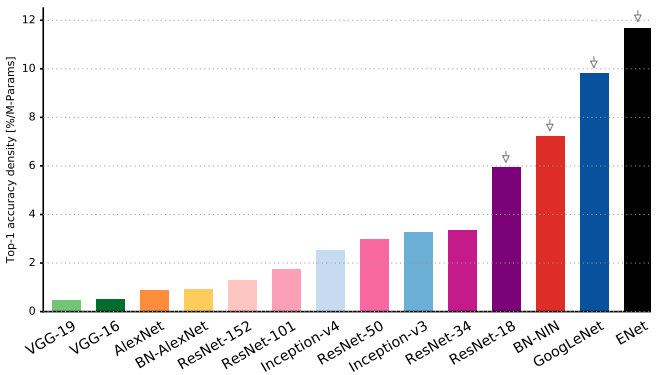 Top-1 accuracy density [%/M-Params]
12
10
8
6
4
2
0
VGG-19
VGG-16
AlexNet
BN-AlexNet
ResNet-152
ResNet-101
Inception-v4
ResNet-50
Inception-v3
ResNet-34
ResNet-18
BN-NIN
GoogLeNet
ENet